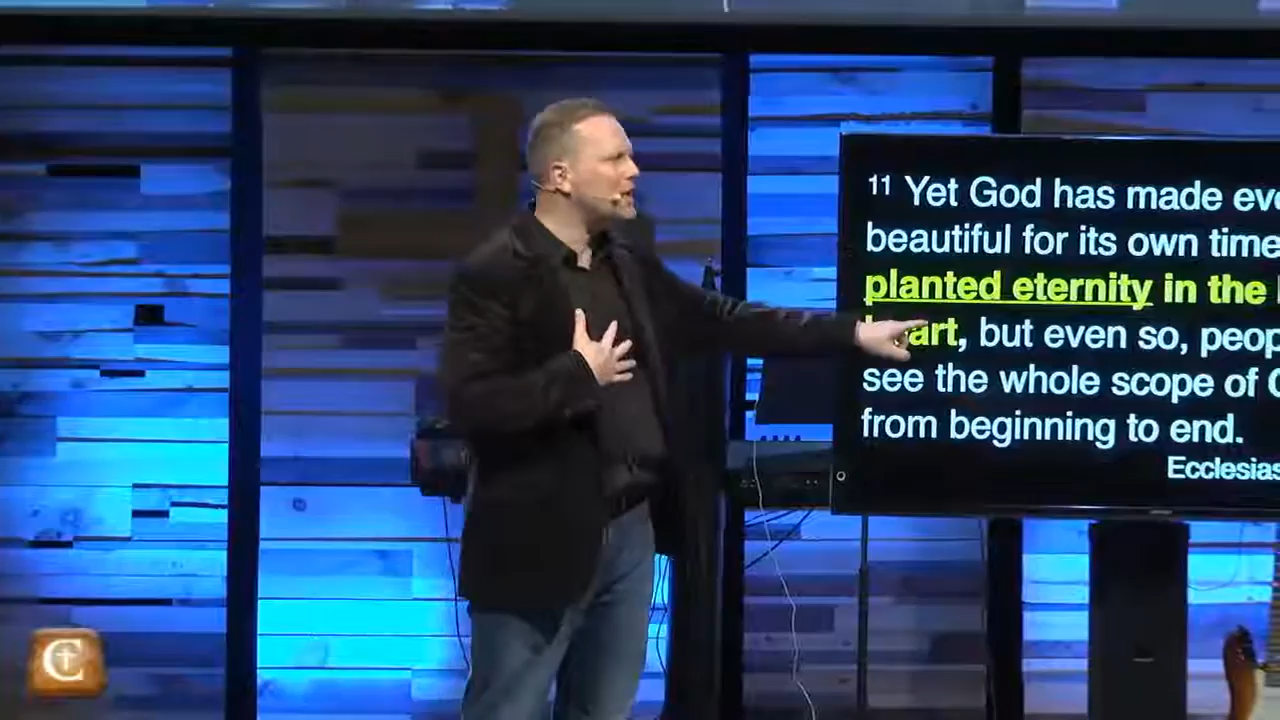 11 Yet God has made eve
beautiful for its own time
planted eternity in the
art, but even so, peop
see the whole scope of
from beginning to end.
Ecclesias
C